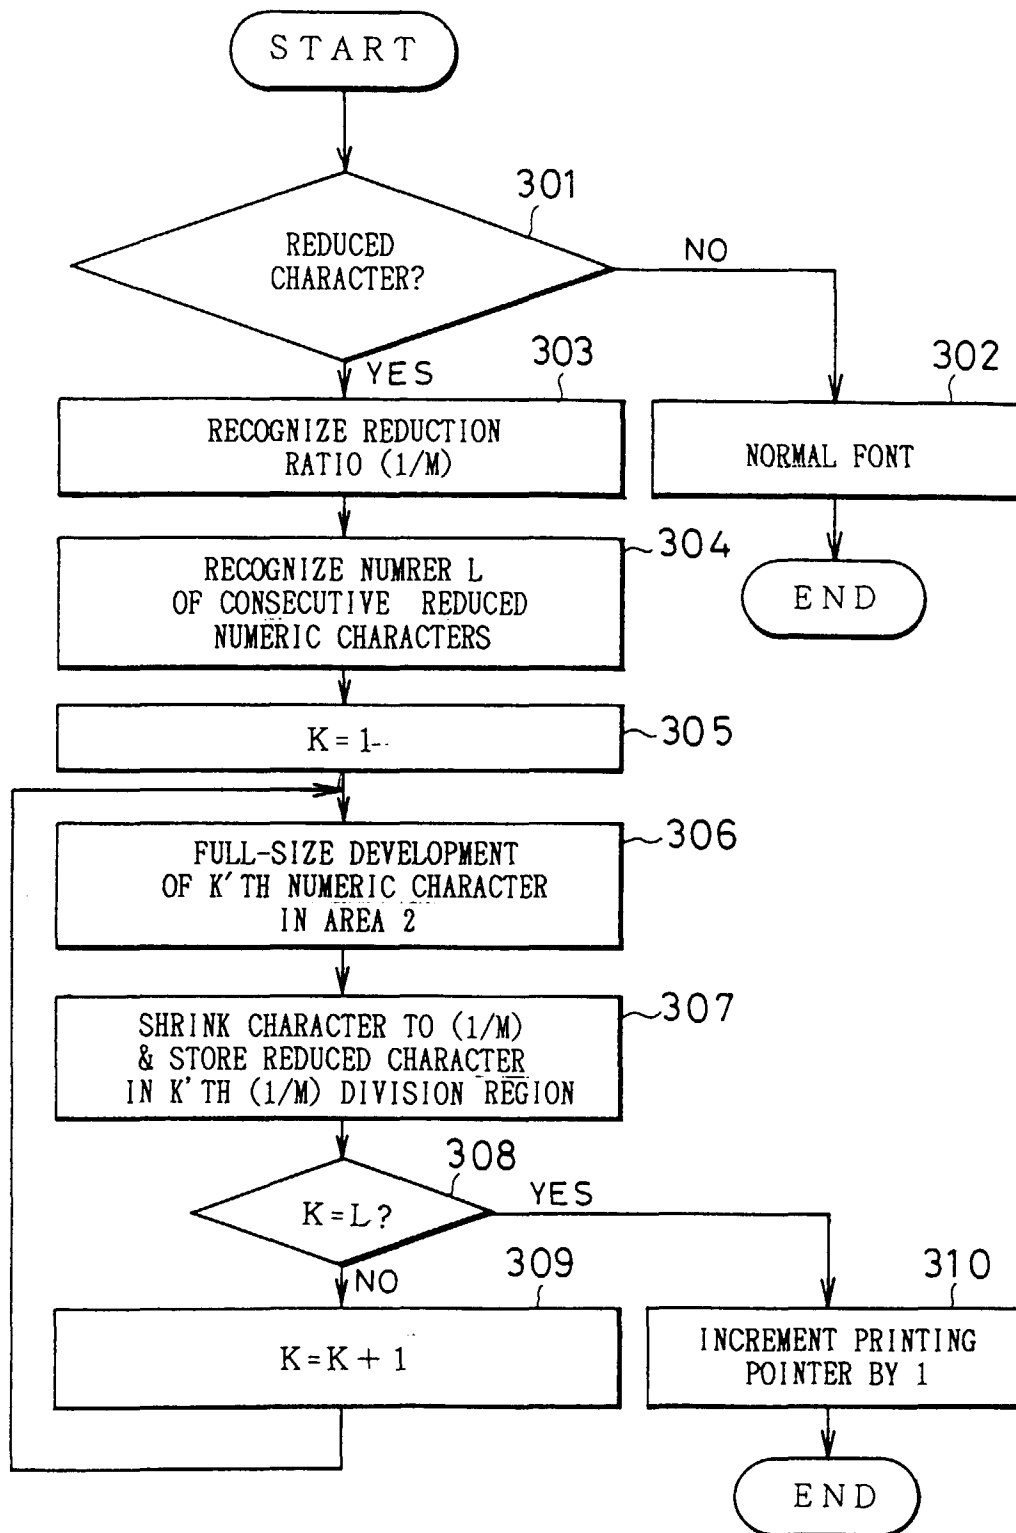 START
301
REDUCED
CHARACTER?
NO
YES
303
302
RECOGNIZE REDUCTION
RATIO (1/M)
NORMAL FONT
304
RECOGNIZE NUMRER L
OF CONSECUTIVE REDUCED
NUMERIC CHARACTERS
END
305
K=1
306
FULL-SIZE DEVELOPMENT
OF K'TH NUMERIC CHARACTER
IN AREA 2
307
SHRINK CHARACTER TO (1/M)
& STORE REDUCED CHARACTER
IN K'TH (1/M) DIVISION REGION
308
K=L?
YES
NO
309
310
K=K+1
INCREMENT PRINTING
POINTER BY 1
END